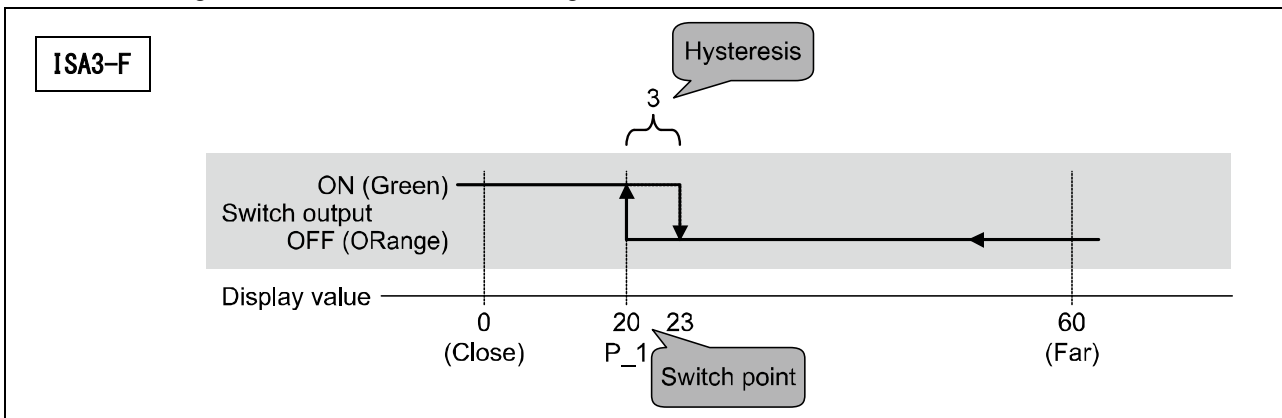 ISA3-F
Hysteresis
3
ON (Green)
Switch output
OFF (ORange)
Display value
0 20 23 60
(Close) P_1 (Far)
Switch point